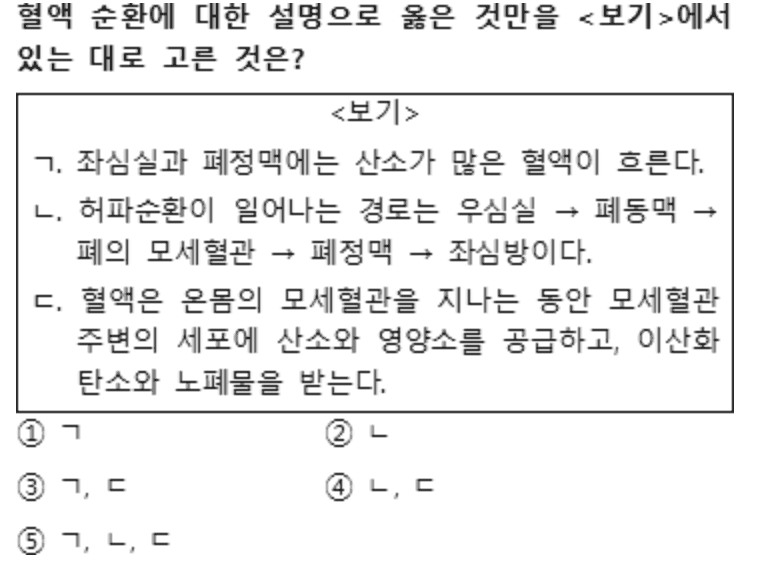 혈액 순환에 대한 설명으로 옳은 것만을 <보기>에서
있는 대로 고른 것은?
<보기>
ㄱ. 좌심실과 폐정맥에는 산소가 많은 혈액이 흐른다.
ㄴ. 허파순환이 일어나는 경로는 우심실 → 폐동맥 →
폐의 모세혈관 → 폐정맥 → 좌심방이다.
ㄷ. 혈액은 온몸의 모세혈관을 지나는 동안 모세혈관
주변의 세포에 산소와 영양소를 공급하고, 이산화
탄소와 노폐물을 받는다.
① ㄱ ② ㄴ
③ ㄱ, ㄷ ④ ㄴ, ㄷ
⑤ ㄱ, ㄴ, ㄷ